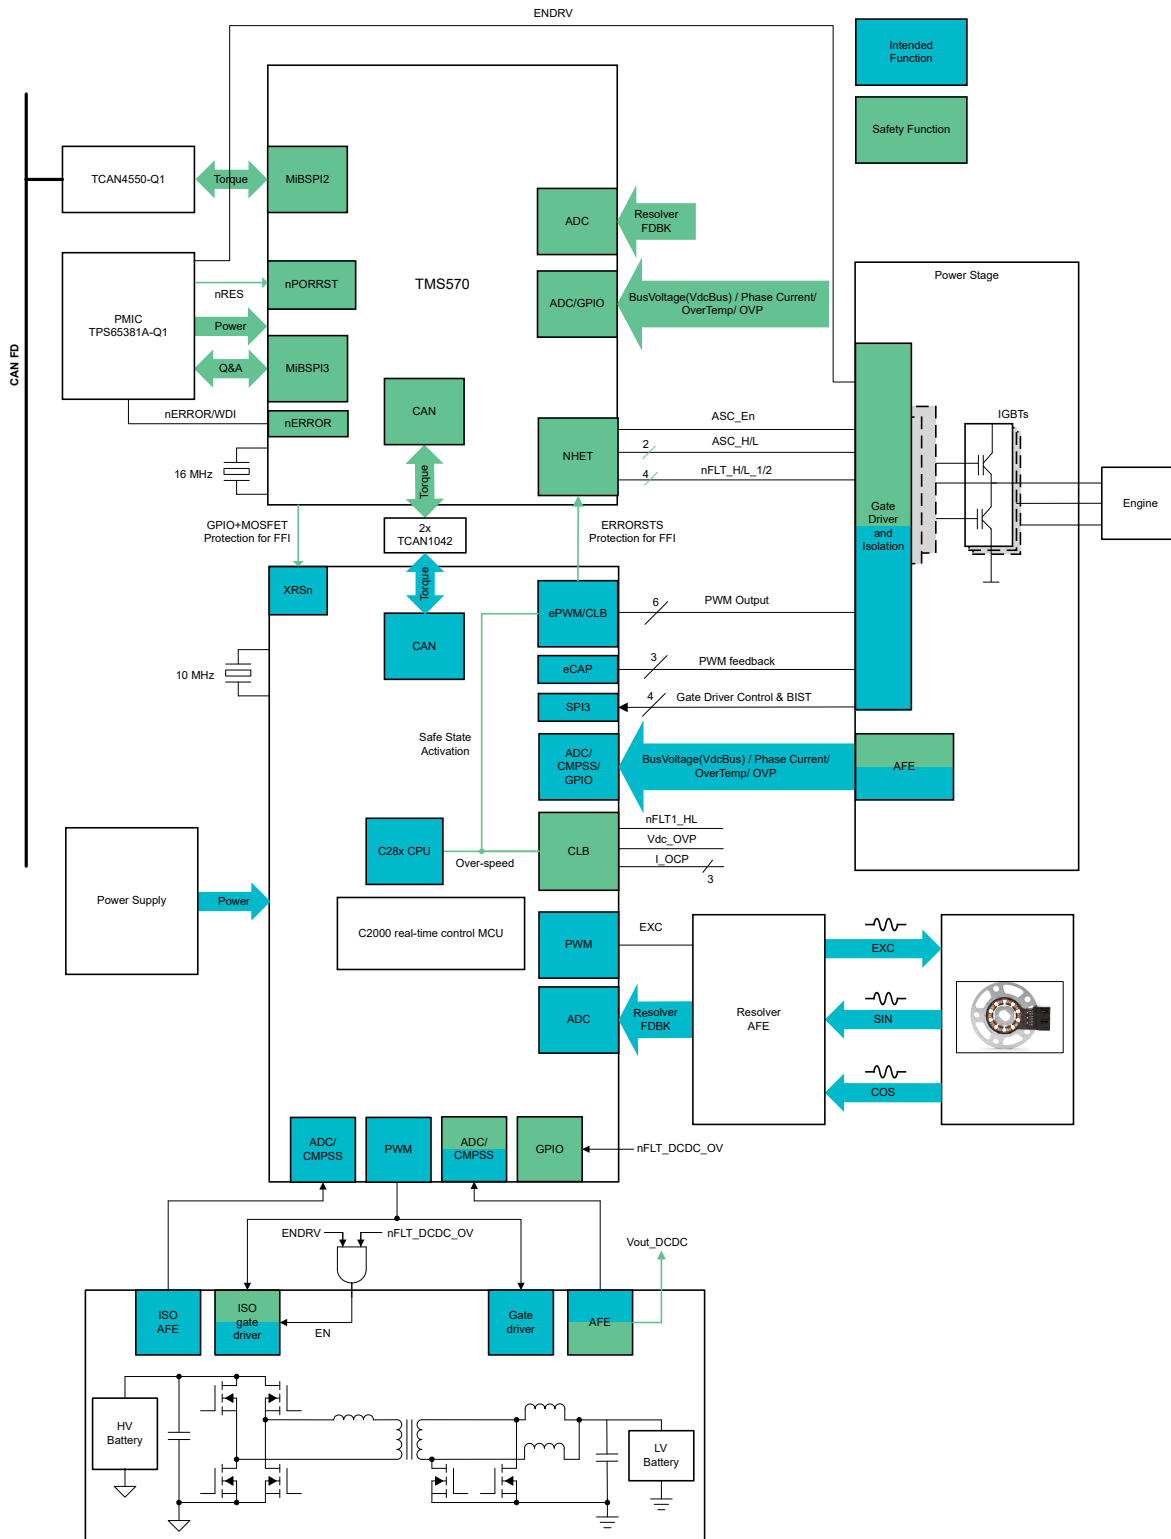 ENDRV
Intended
Function
Safety Function
CAN FD
TCAN4550-Q1
Torque
MiBSPI2
ADC
Resolver
FDBK
TMS570
nPORRST
nRES
PMIC
TPS65381A-Q1
Power
Q&A
MiBSPI3
ADC/GPIO
BusVoltage(VdcBus) / Phase Current/
OverTemp/ OVP
Power Stage
nERROR/WDI
nERROR
CAN
Torque
NHET
ASC_En
2
ASC_H/L
4
nFLT_H/L_1/2
IGBTs
16 MHz
Engine
Gate
Driver
and
Isolation
GPIO+MOSFET
Protection for FFI
2x
TCAN1042
ERRORSTS
Protection for FFI
XRSn
Torque
CAN
ePWM/CLB
6
PWM Output
10 MHz
eCAP
3
PWM feedback
SPI3
4
Gate Driver Control & BIST
Safe State
Activation
ADC/
CMPSS/
GPIO
BusVoltage(VdcBus) / Phase Current/
OverTemp/ OVP
AFE
C28x CPU
Over-speed
CLB
nFLT1_HL
Vdc_OVP
I_OCP
3
Power Supply
Power
C2000 real-time control MCU
PWM
EXC
ADC
Resolver
FDBK
Resolver
AFE
EXC
SIN
COS
ADC/
CMPSS
PWM
ADC/
CMPSS
GPIO
nFLT_DCDC_OV
ENDRV
nFLT_DCDC_OV
Vout_DCDC
ISO
AFE
ISO
gate
driver
EN
Gate
driver
AFE
HV
Battery
LV
Battery